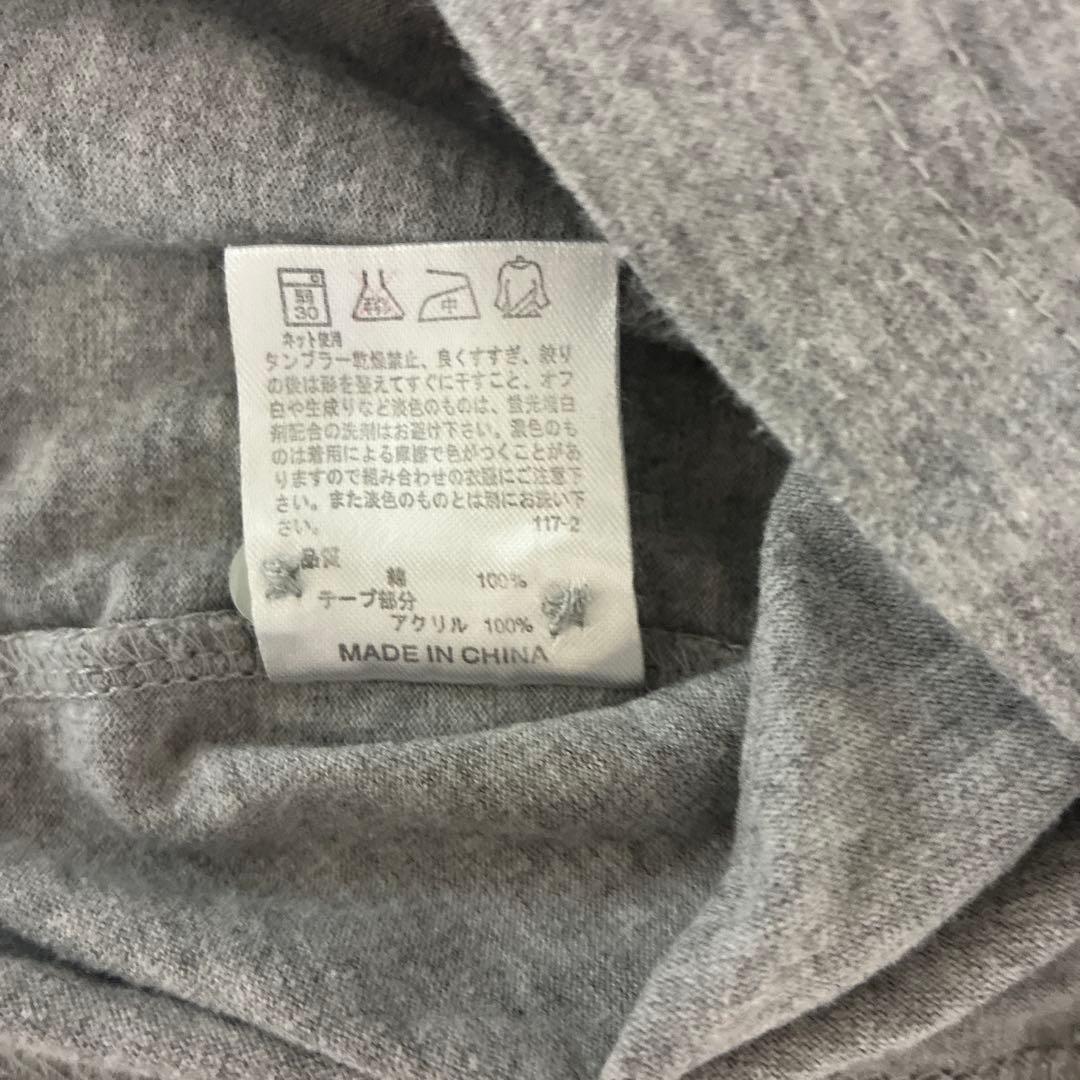 弱
30
中
ネット使用
タンブラー乾燥禁止、良くすすぎ、絞り
の後は形を整えてすぐに干すこと、オフ
白や生成りなど淡色のものは、蛍光増白
剤配合の洗剤はお避け下さい。濃色のも
のは着用による摩擦で色がつくことがあ
りますので組み合わせの衣服にご注意下
さい。また淡色のものとは別にお洗い下
さい。 117-2
品質
綿 100%
テープ部分
アクリル 100%
MADE IN CHINA